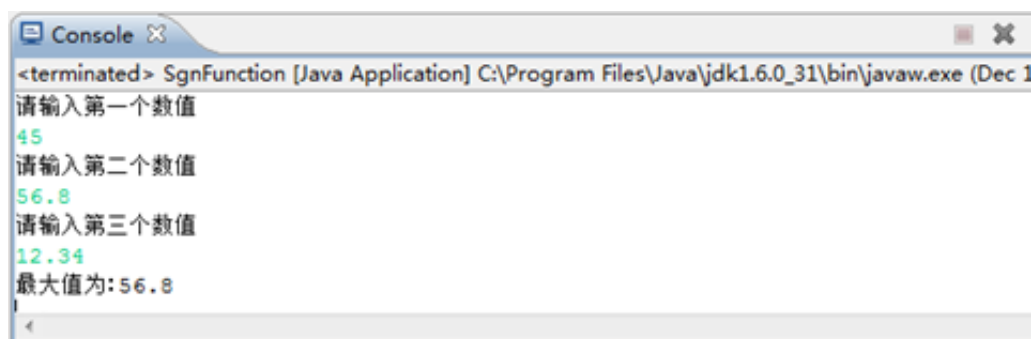 Console
<terminated> SgnFunction [Java Application] C:\Program Files\Java\jdk1.6.0_31\bin\javaw.exe (Dec 1
请输入第一个数值
45
请输入第二个数值
56.8
请输入第三个数值
12.34
最大值为:56.8